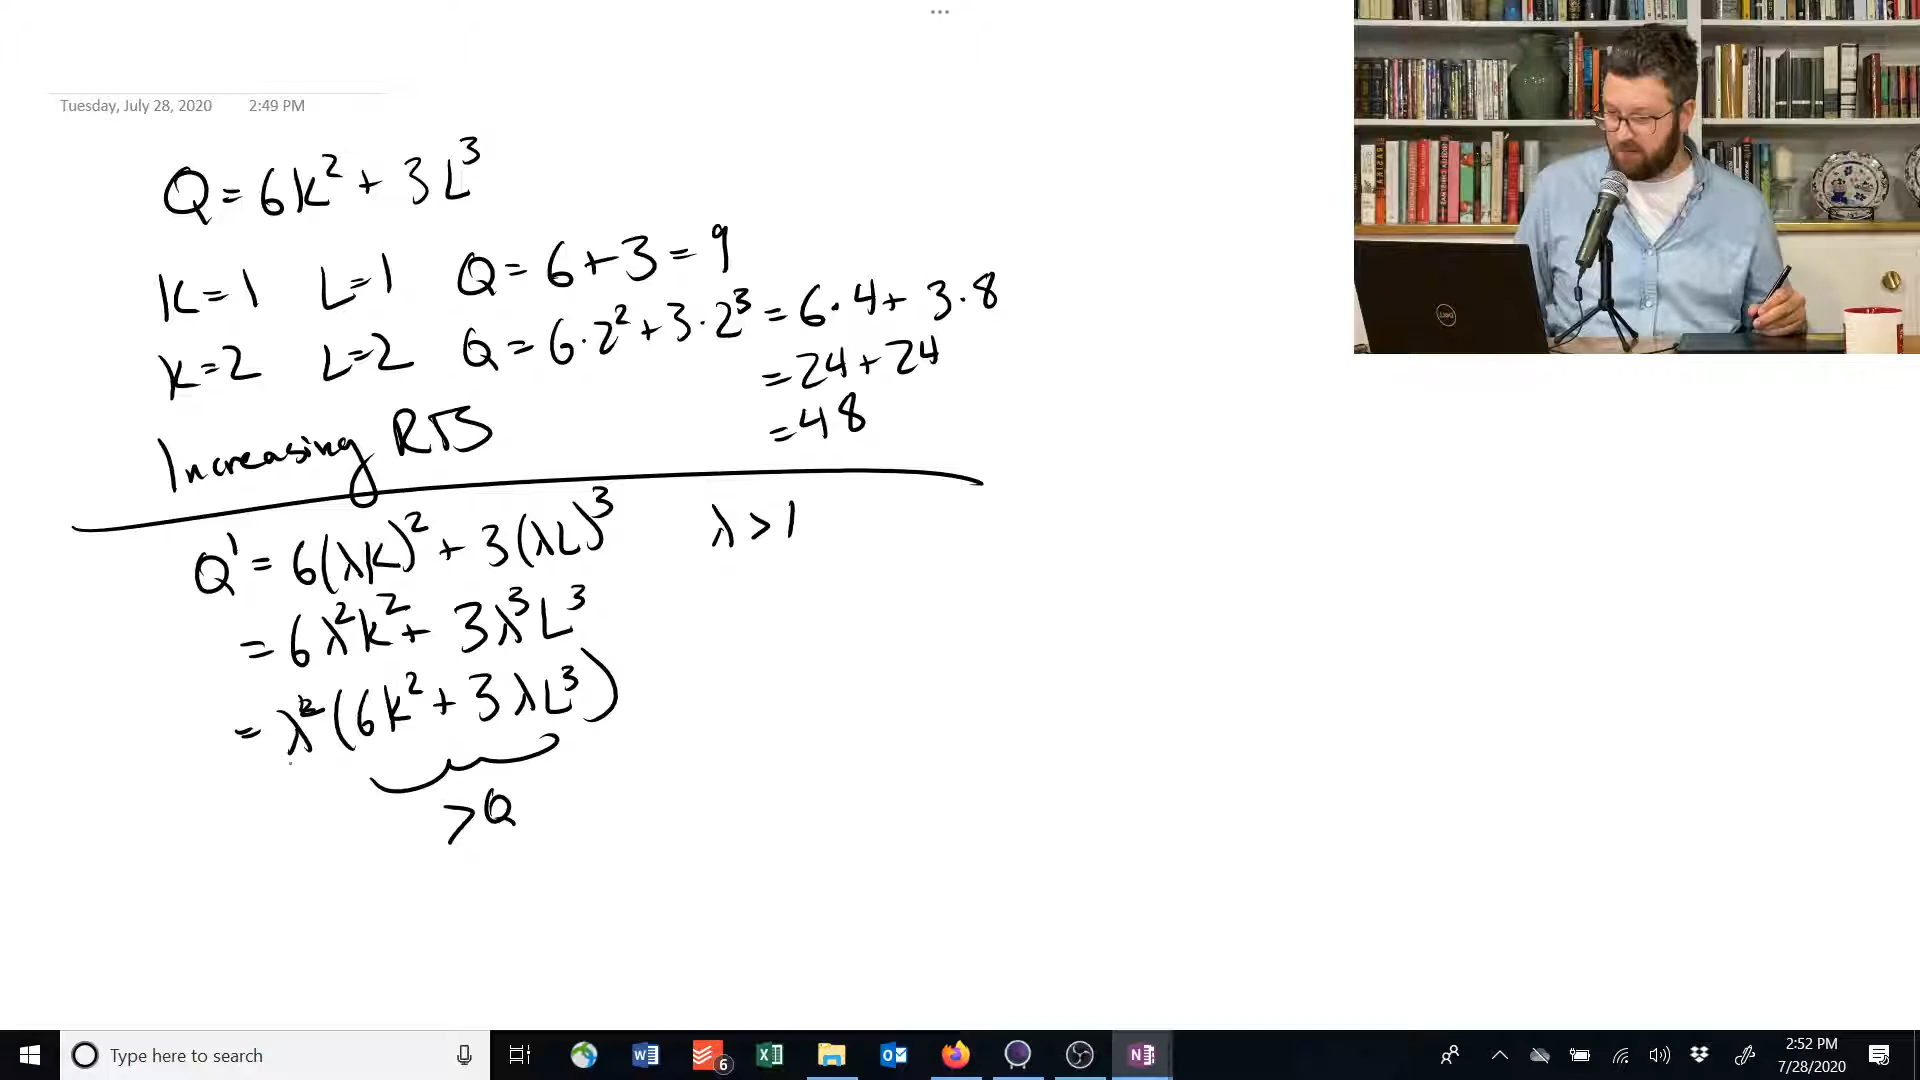 Tuesday, July 28, 2020 2:49 PM
Q = 6K² + 3L³
K=1 L=1 Q = 6+3 = 9
K=2 L=2 Q = 6·2² + 3·2³ = 6·4 + 3·8
= 24 + 24
= 48
Increasing RTS
Q' = 6(λK)² + 3(λL)³ λ > 1
= 6λ²K² + 3λ³L³
= λ²(6K² + 3λL³)
> Q
Type here to search
6
2:52 PM
7/28/2020